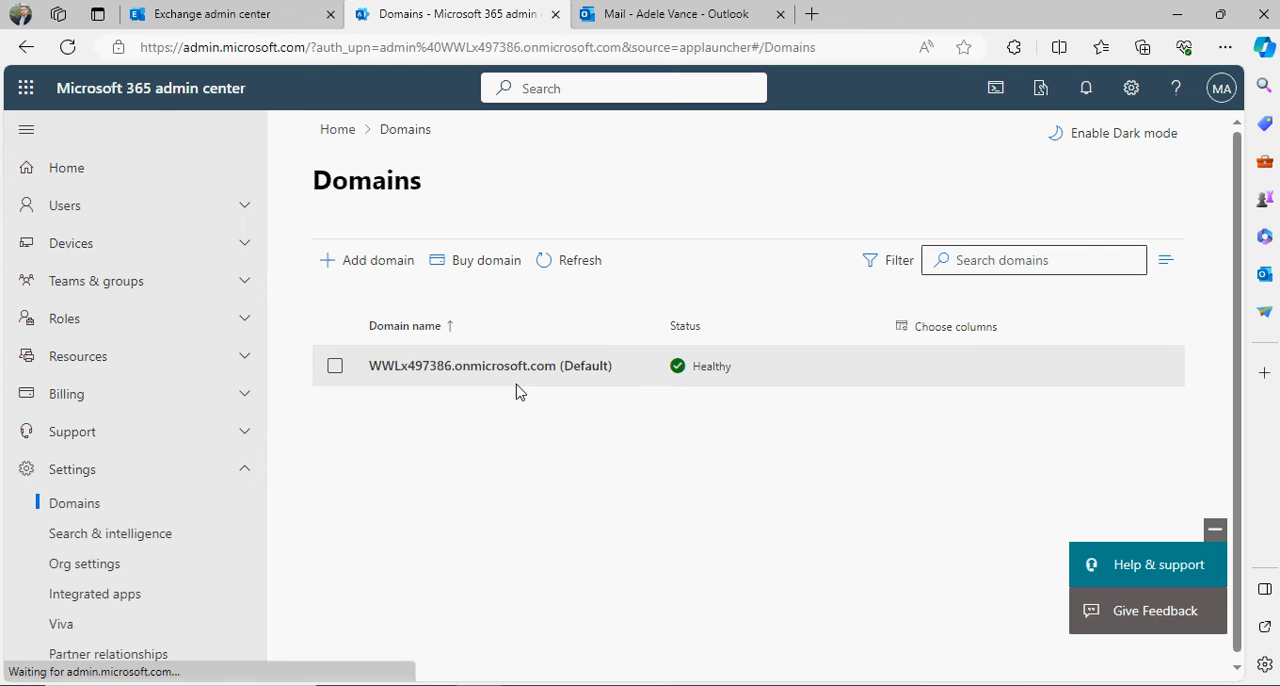 Exchange admin center
Domains - Microsoft 365 admin
Mail - Adele Vance - Outlook
https://admin.microsoft.com/?auth_upn=admin%40WWLx497386.onmicrosoft.com&source=applauncher#/Domains
Microsoft 365 admin center
Search
MA
Home > Domains
Enable Dark mode
Domains
Home
Users
Devices
Teams & groups
Roles
Resources
Billing
Support
Settings
Domains
Search & intelligence
Org settings
Integrated apps
Viva
Partner relationships
Add domain
Buy domain
Refresh
Filter
Search domains
Domain name ↑
Status
Choose columns
WWLx497386.onmicrosoft.com (Default)
Healthy
Help & support
Give Feedback
Waiting for admin.microsoft.com...